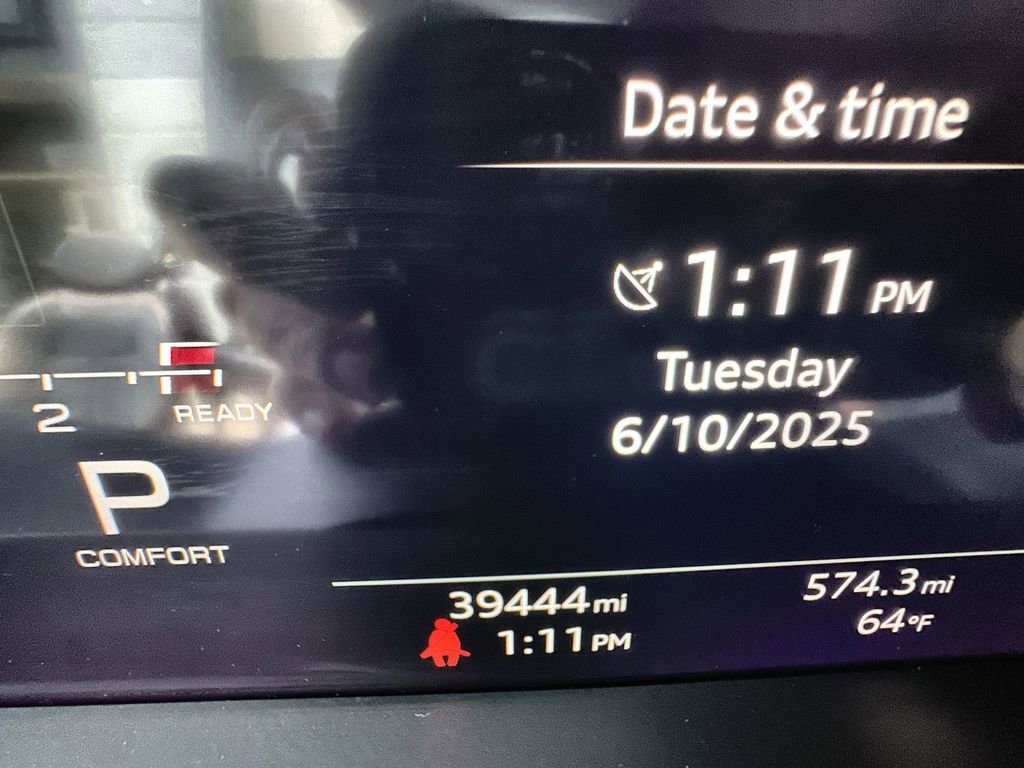 Date & time
1:11 PM
Tuesday
6/10/2025
2 READY
P
COMFORT
39444 mi
1:11 PM
574.3 mi
64°F